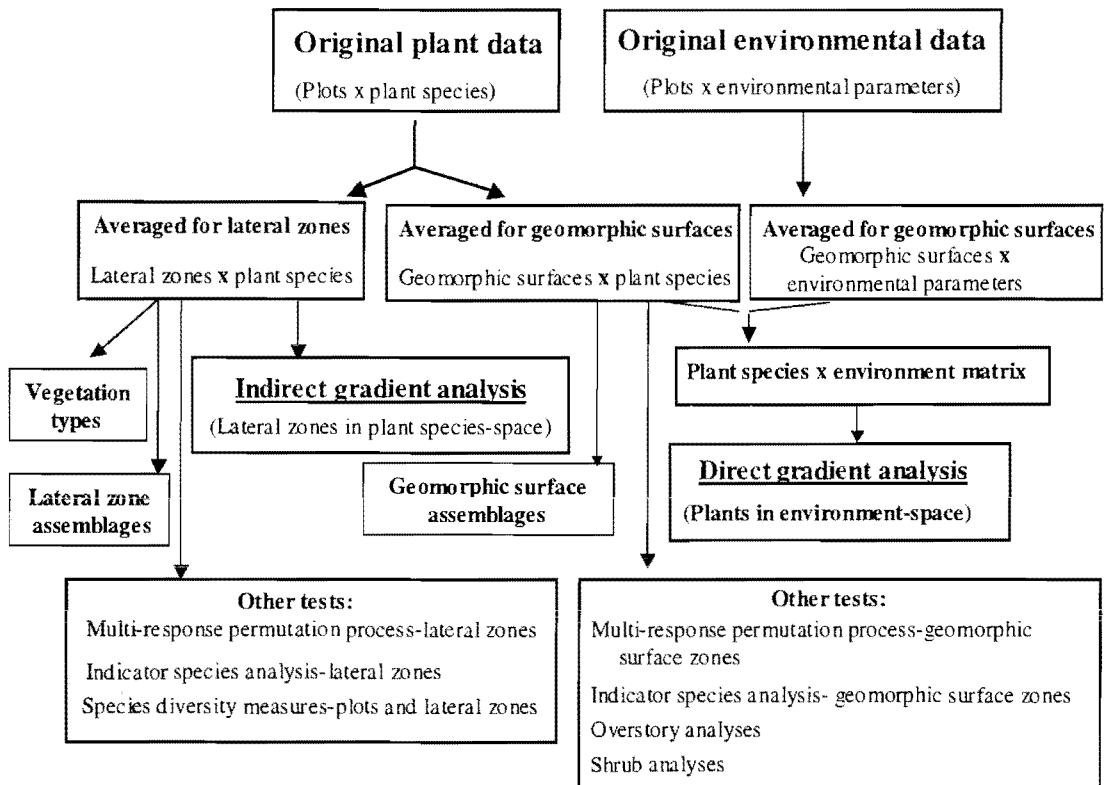 Original plant data
(Plots x plant species)
Original environmental data
(Plots x environmental parameters)
Averaged for lateral zones
Lateral zones x plant species
Averaged for geomorphic surfaces
Geomorphic surfaces x plant species
Averaged for geomorphic surfaces
Geomorphic surfaces x
environmental parameters
Vegetation
types
Indirect gradient analysis
(Lateral zones in plant species-space)
Plant species x environment matrix
Lateral zone
assemblages
Geomorphic surface
assemblages
Direct gradient analysis
(Plants in environment-space)
Other tests:
Multi-response permutation process-lateral zones
Indicator species analysis-lateral zones
Species diversity measures-plots and lateral zones
Other tests:
Multi-response permutation process-geomorphic
surface zones
Indicator species analysis- geomorphic surface zones
Overstory analyses
Shrub analyses